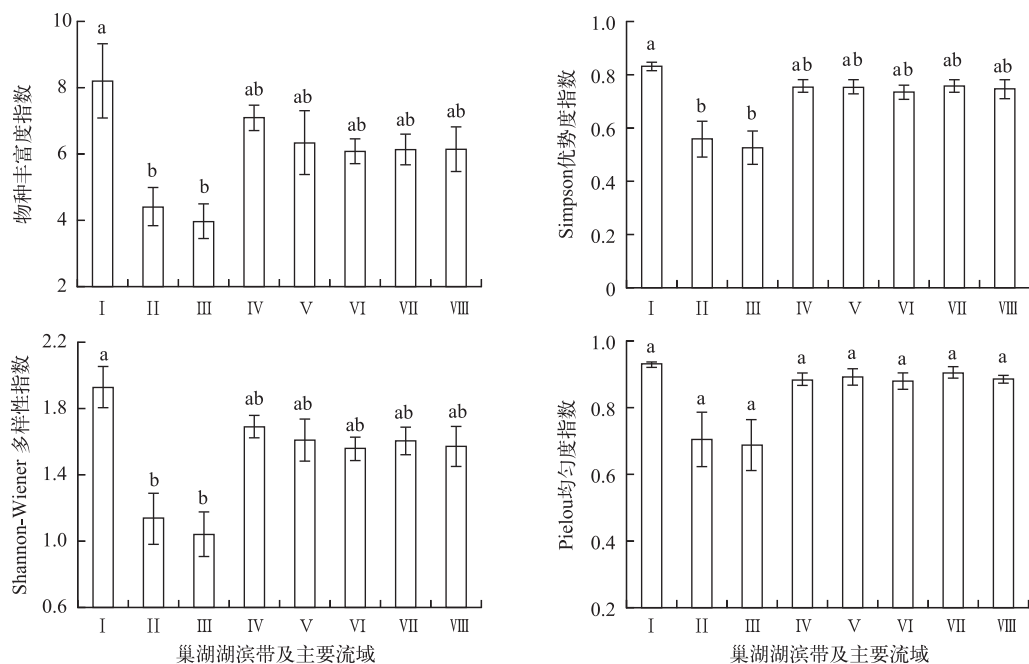 物种丰富度指数
10
8
6
4
2
a
b
b
ab
ab
ab
ab
ab
Ⅰ Ⅱ Ⅲ Ⅳ Ⅴ Ⅵ Ⅶ Ⅷ
Simpson优势度指数
1.0
0.8
0.6
0.4
0.2
0
a
b
b
ab
ab
ab
ab
ab
Ⅰ Ⅱ Ⅲ Ⅳ Ⅴ Ⅵ Ⅶ Ⅷ
Shannon-Wiener 多样性指数
2.2
1.8
1.4
1.0
0.6
a
b
b
ab
ab
ab
ab
ab
Ⅰ Ⅱ Ⅲ Ⅳ Ⅴ Ⅵ Ⅶ Ⅷ
巢湖湖滨带及主要流域
Pielou均匀度指数
1.0
0.8
0.6
0.4
0.2
a
a
a
a
a
a
a
a
Ⅰ Ⅱ Ⅲ Ⅳ Ⅴ Ⅵ Ⅶ Ⅷ
巢湖湖滨带及主要流域